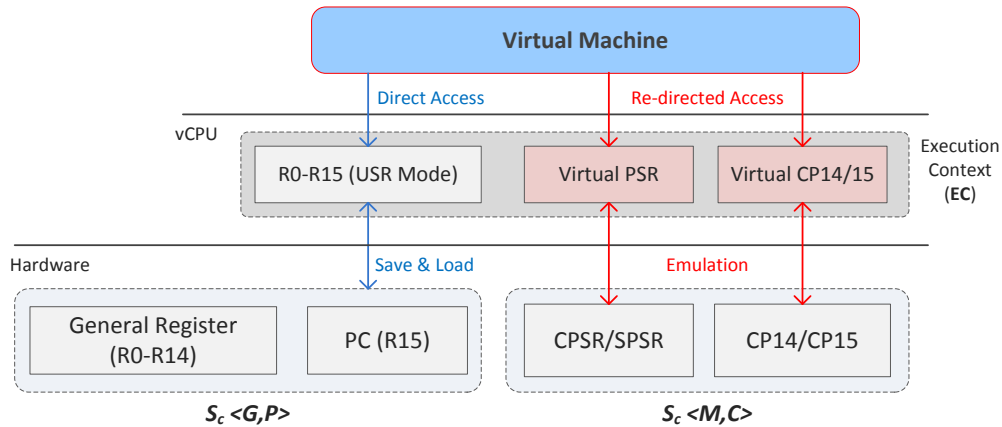 Virtual Machine
Direct Access
Re-directed Access
vCPU
R0-R15 (USR Mode)
Virtual PSR
Virtual CP14/15
Execution
Context
(EC)
Hardware
Save & Load
Emulation
General Register
(R0-R14)
PC (R15)
CPSR/SPSR
CP14/CP15
Sc <G,P>
Sc <M,C>